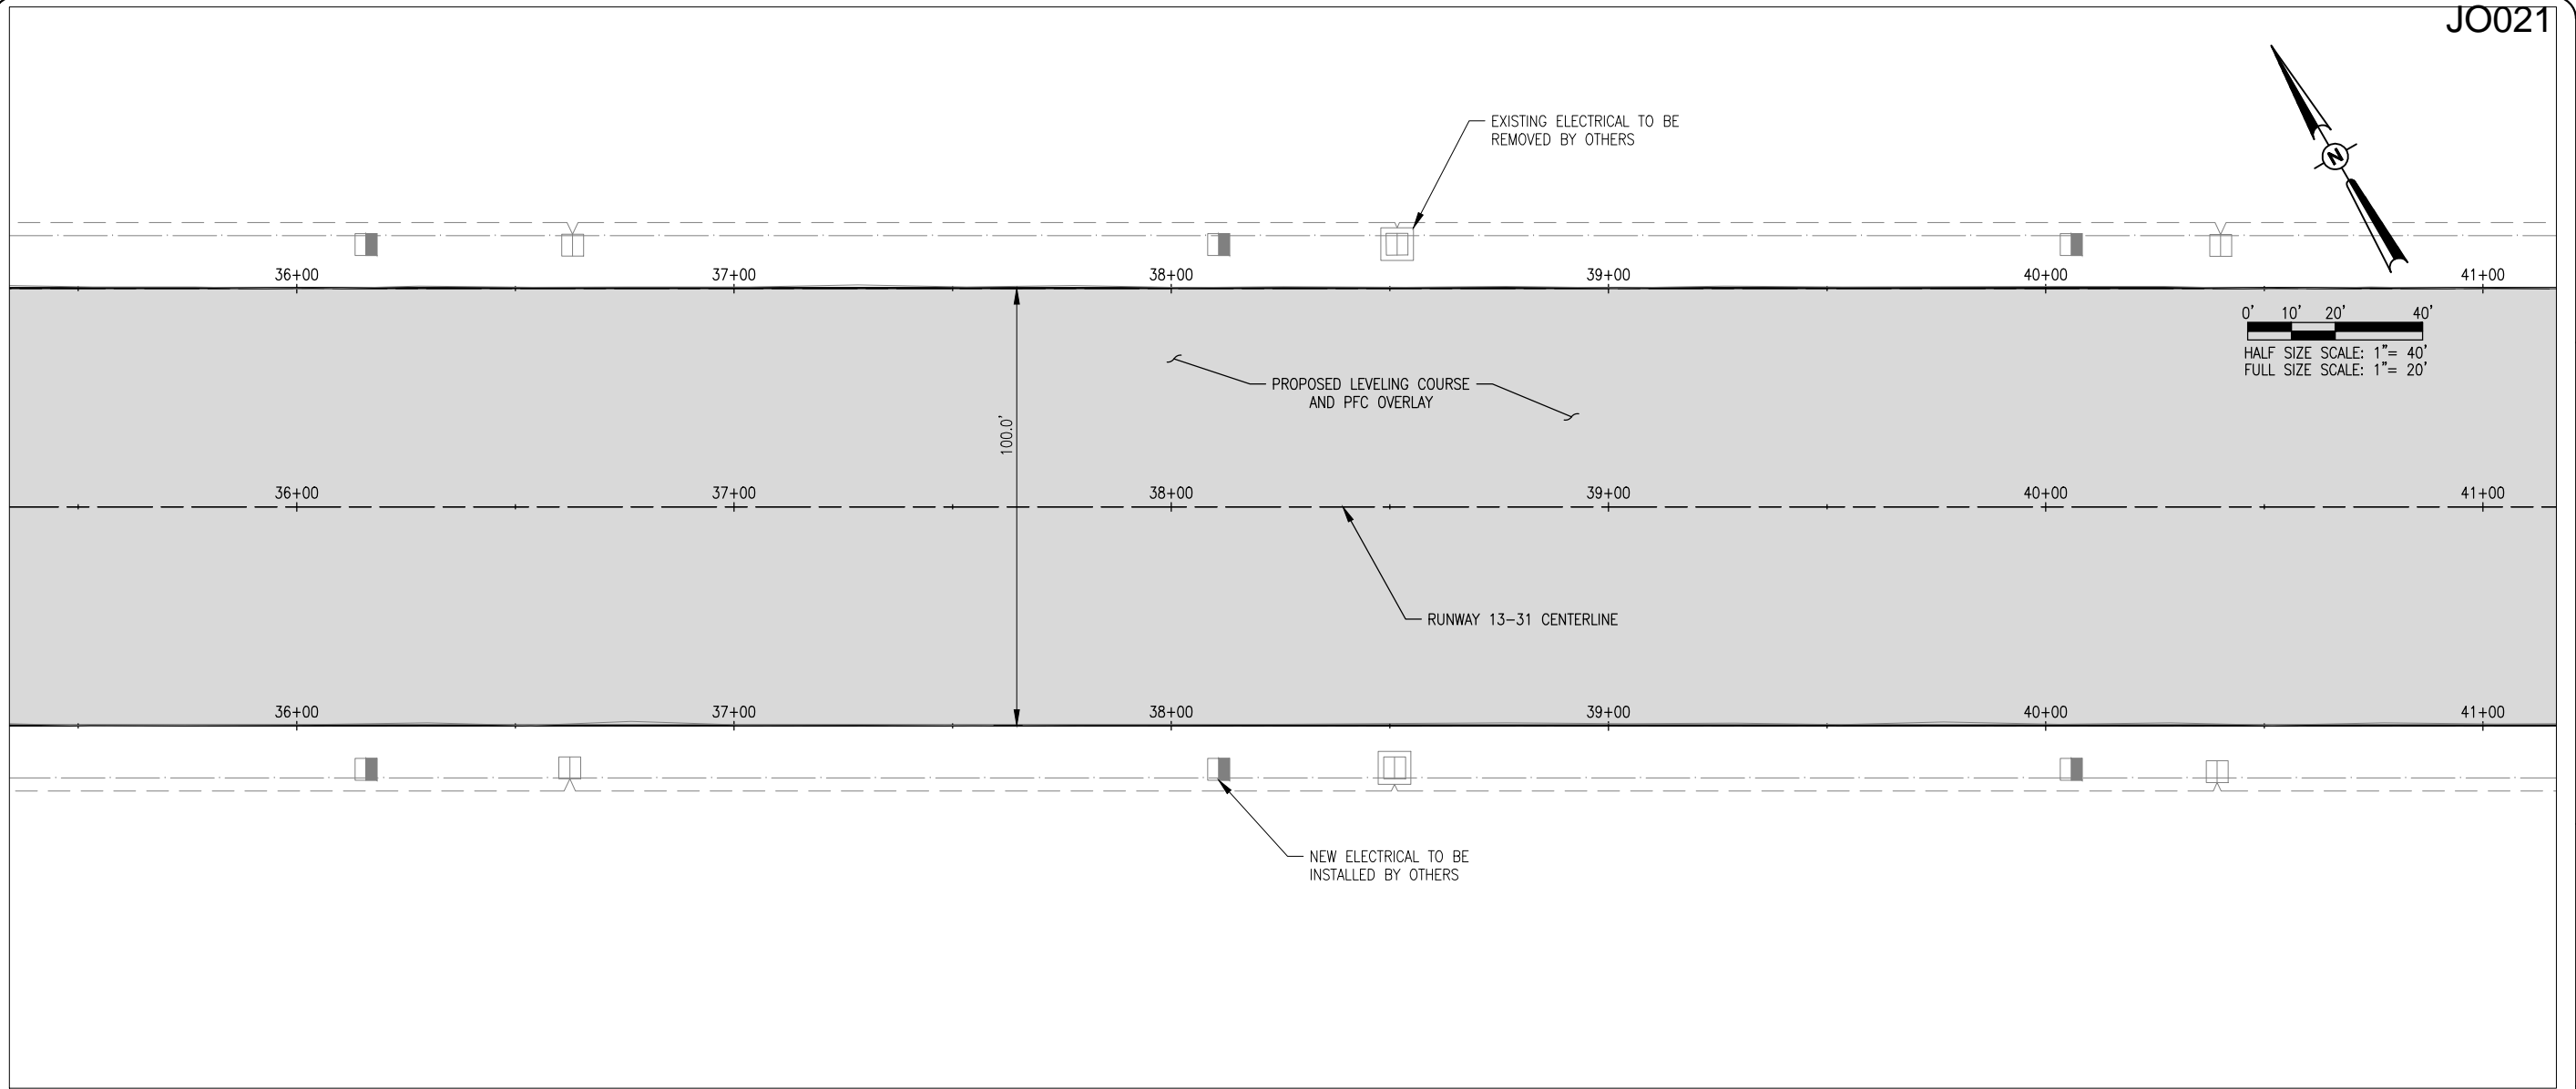 JO021
EXISTING ELECTRICAL TO BE
REMOVED BY OTHERS
N
36+00 37+00 38+00 39+00 40+00 41+00
0' 10' 20' 40'
HALF SIZE SCALE: 1"= 40'
FULL SIZE SCALE: 1"= 20'
PROPOSED LEVELING COURSE
AND PFC OVERLAY
100.0'
36+00 37+00 38+00 39+00 40+00 41+00
RUNWAY 13-31 CENTERLINE
36+00 37+00 38+00 39+00 40+00 41+00
NEW ELECTRICAL TO BE
INSTALLED BY OTHERS